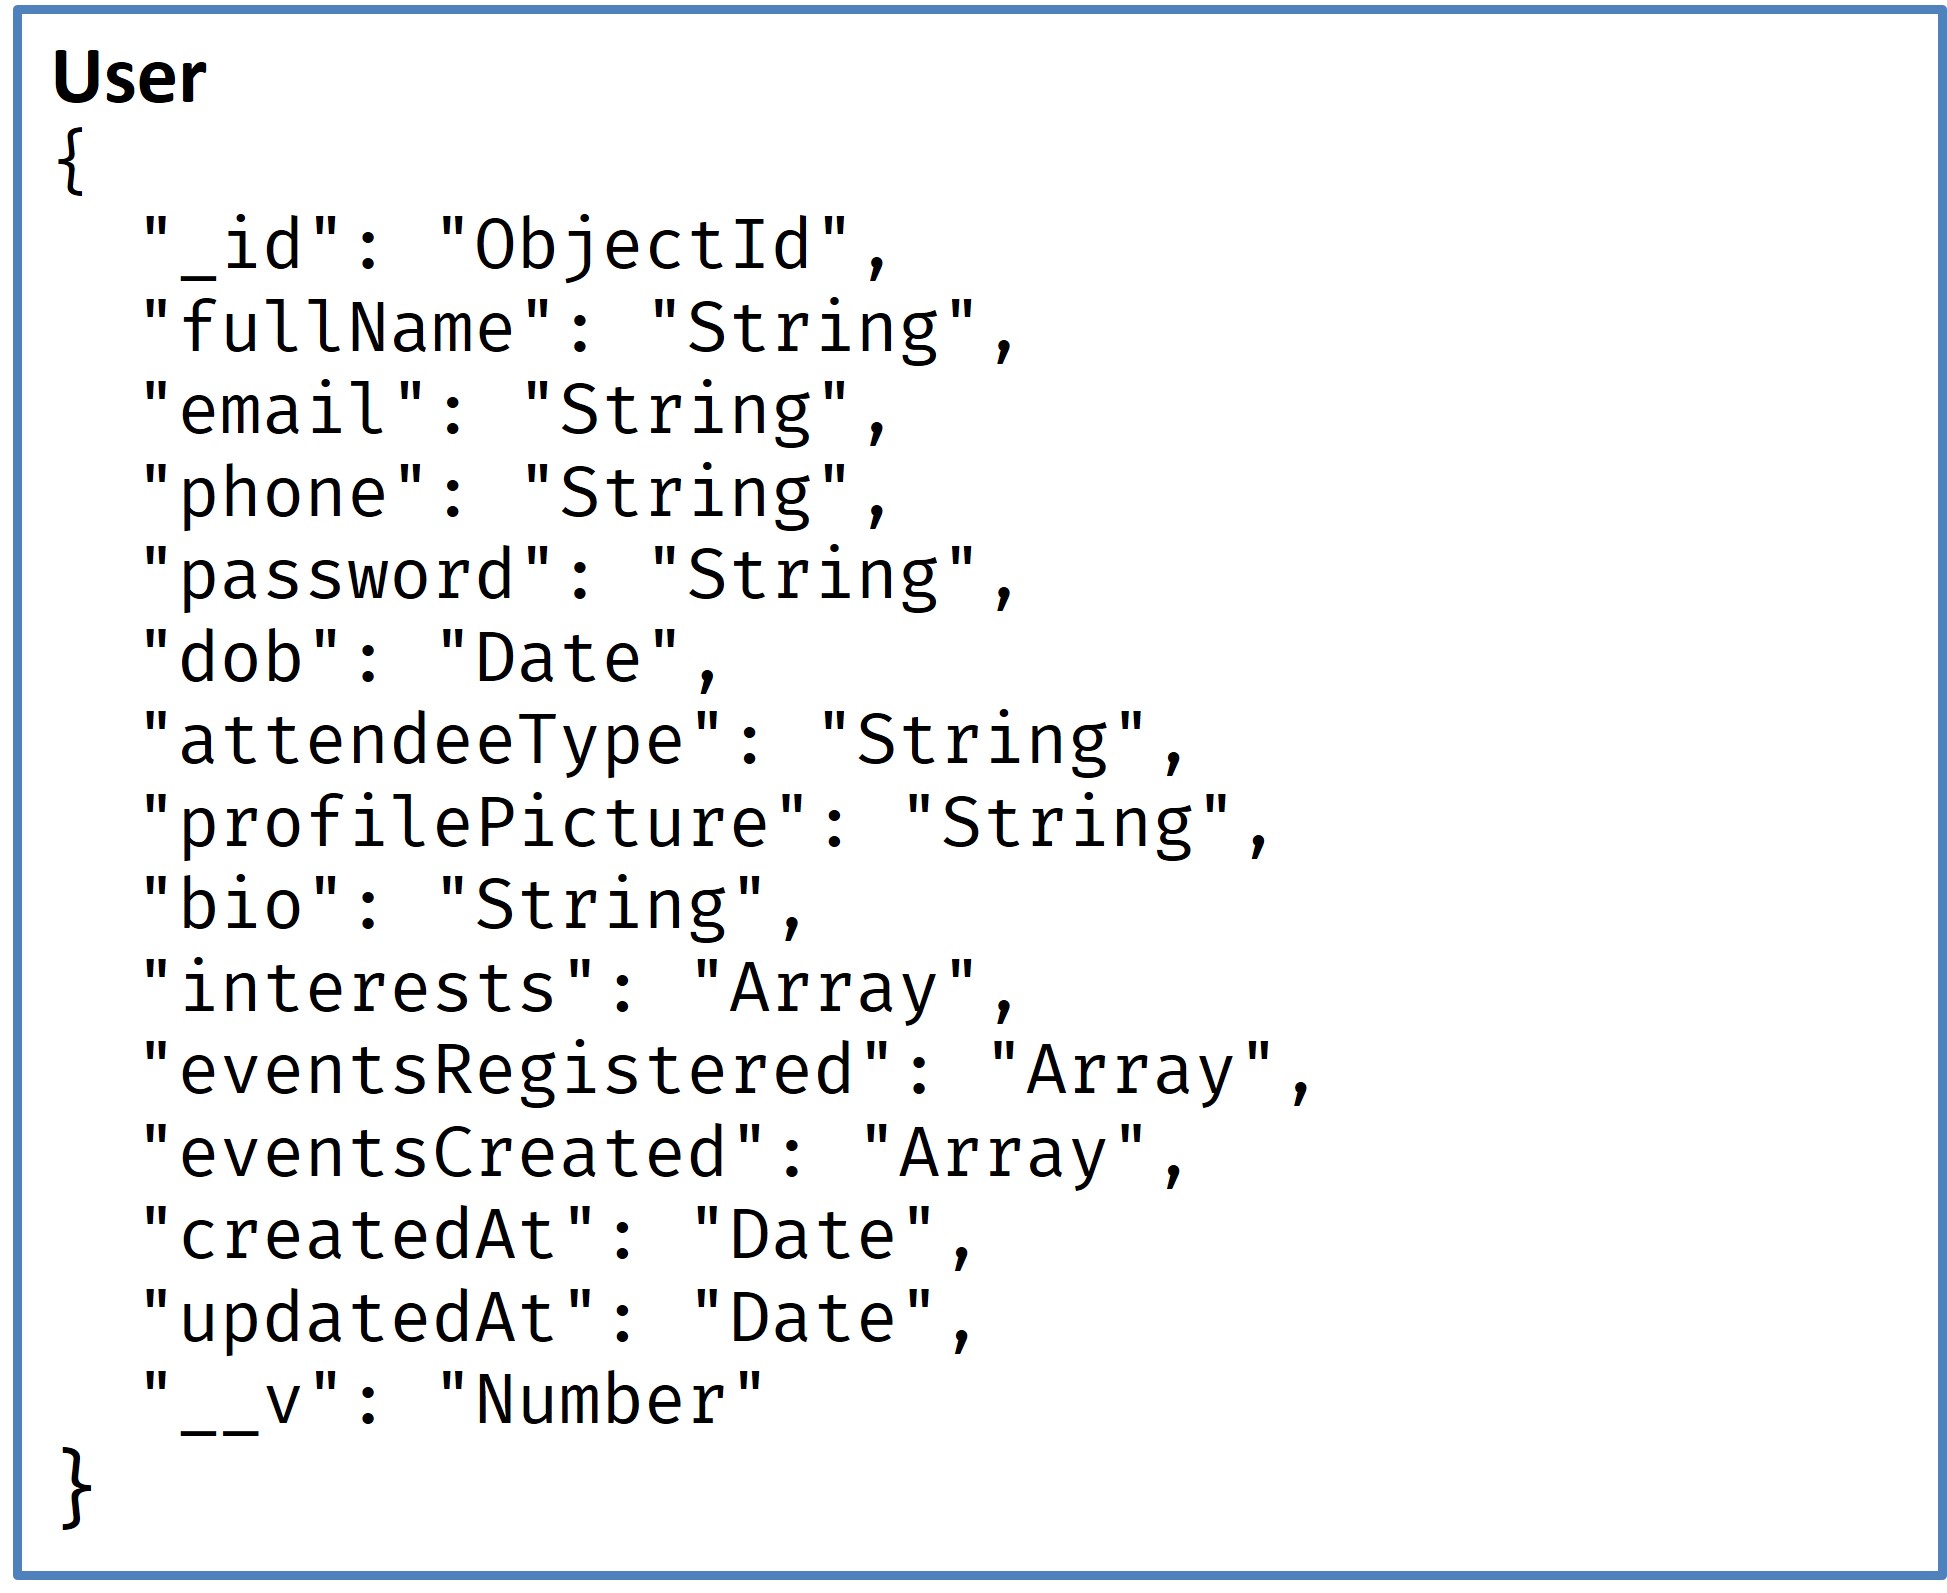 User
{
"_id": "ObjectId",
"fullName": "String",
"email": "String",
"phone": "String",
"password": "String",
"dob": "Date",
"attendeeType": "String",
"profilePicture": "String",
"bio": "String",
"interests": "Array",
"eventsRegistered": "Array",
"eventsCreated": "Array",
"createdAt": "Date",
"updatedAt": "Date",
"__v": "Number"
}